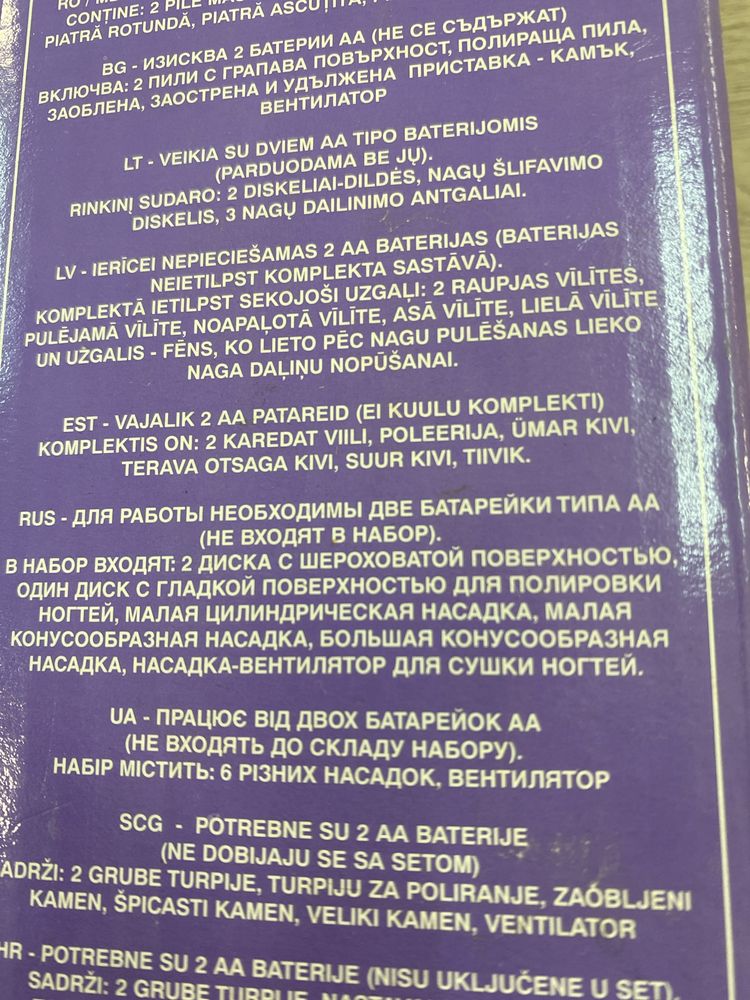 CONȚINE: 2 PILE
PIATRĂ ROTUNDĂ, PIATRĂ ASCUȚITĂ,
BG - ИЗИСКВА 2 БАТЕРИИ АА (НЕ СЕ СЪДЪРЖАТ)
ВКЛЮЧВА: 2 ПИЛИ С ГРАПАВА ПОВЪРХНОСТ, ПОЛИРАЩА ПИЛА,
ЗАОБЛЕНА, ЗАОСТРЕНА И УДЪЛЖЕНА ПРИСТАВКА - КАМЪК,
ВЕНТИЛАТОР
LT - VEIKIA SU DVIEM AA TIPO BATERIJOMIS
(PARDUODAMA BE JŲ).
RINKINĮ SUDARO: 2 DISKELIAI-DILDĖS, NAGŲ ŠLIFAVIMO
DISKELIS, 3 NAGŲ DAILINIMO ANTGALIAI.
LV - IERĪCEI NEPIECIEŠAMAS 2 AA BATERIJAS (BATERIJAS
NEIETILPST KOMPLEKTA SASTĀVĀ).
KOMPLEKTĀ IETILPST SEKOJOŠI UZGAĻI: 2 RAUPJAS VĪLĪTES,
PULĒJAMĀ VĪLĪTE, NOAPAĻOTĀ VĪLĪTE, ASĀ VĪLĪTE, LIELĀ VĪLĪTE
UN UZGALIS - FĒNS, KO LIETO PĒC NAGU PULĒŠANAS LIEKO
NAGA DAĻIŅU NOPŪŠANAI.
EST - VAJALIK 2 AA PATAREID (EI KUULU KOMPLEKTI)
KOMPLEKTIS ON: 2 KAREDAT VIILI, POLEERIJA, ÜMAR KIVI,
TERAVA OTSAGA KIVI, SUUR KIVI, TIIVIK.
RUS - ДЛЯ РАБОТЫ НЕОБХОДИМЫ ДВЕ БАТАРЕЙКИ ТИПА АА
(НЕ ВХОДЯТ В НАБОР).
В НАБОР ВХОДЯТ: 2 ДИСКА С ШЕРОХОВАТОЙ ПОВЕРХНОСТЬЮ,
ОДИН ДИСК С ГЛАДКОЙ ПОВЕРХНОСТЬЮ ДЛЯ ПОЛИРОВКИ
НОГТЕЙ, МАЛАЯ ЦИЛИНДРИЧЕСКАЯ НАСАДКА, МАЛАЯ
КОНУСООБРАЗНАЯ НАСАДКА, БОЛЬШАЯ КОНУСООБРАЗНАЯ
НАСАДКА, НАСАДКА-ВЕНТИЛАТОР ДЛЯ СУШКИ НОГТЕЙ.
UA - ПРАЦЮЄ ВІД ДВОХ БАТАРЕЙОК АА
(НЕ ВХОДЯТЬ ДО СКЛАДУ НАБОРУ).
НАБІР МІСТИТЬ: 6 РІЗНИХ НАСАДОК, ВЕНТИЛЯТОР
SCG - POTREBNE SU 2 AA BATERIJE
(NE DOBIJAJU SE SA SETOM)
ADRŽI: 2 GRUBE TURPIJE, TURPIJU ZA POLIRANJE, ZAÓBLJENI
KAMEN, ŠPICASTI KAMEN, VELIKI KAMEN, VENTILATOR
HR - POTREBNE SU 2 AA BATERIJE (NISU UKLJUČENE U SET).
SADRŽI: 2 GRUBE TURPIJE,